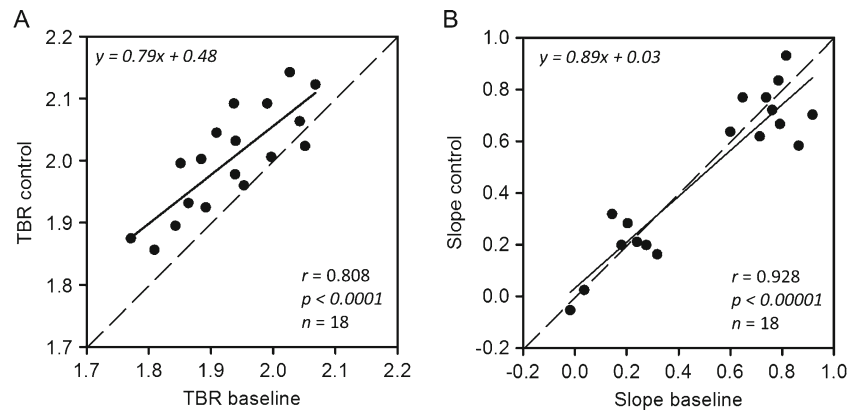 A
y = 0.79x + 0.48
2.2
2.1
2.0
1.9
1.8
1.7
TBR control
r = 0.808
p < 0.0001
n = 18
1.7 1.8 1.9 2.0 2.1 2.2
TBR baseline
B
y = 0.89x + 0.03
1.0
0.8
0.6
0.4
0.2
0.0
-0.2
Slope control
r = 0.928
p < 0.00001
n = 18
-0.2 0.0 0.2 0.4 0.6 0.8 1.0
Slope baseline